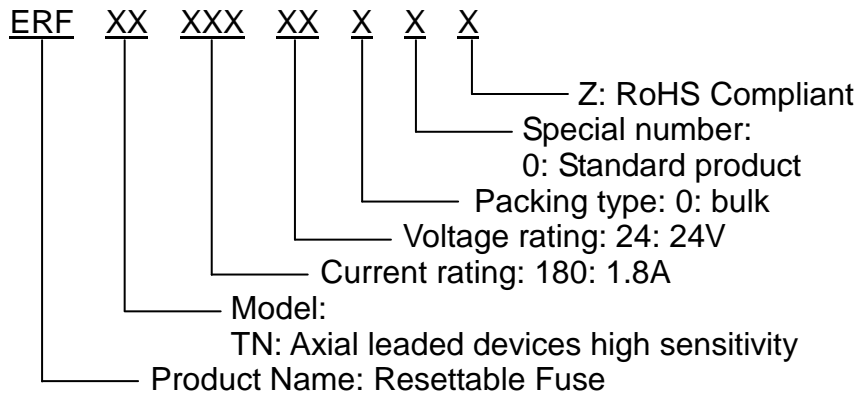 ERF XX XXX XX X X X
Z: RoHS Compliant
Special number:
0: Standard product
Packing type: 0: bulk
Voltage rating: 24: 24V
Current rating: 180: 1.8A
Model:
TN: Axial leaded devices high sensitivity
Product Name: Resettable Fuse